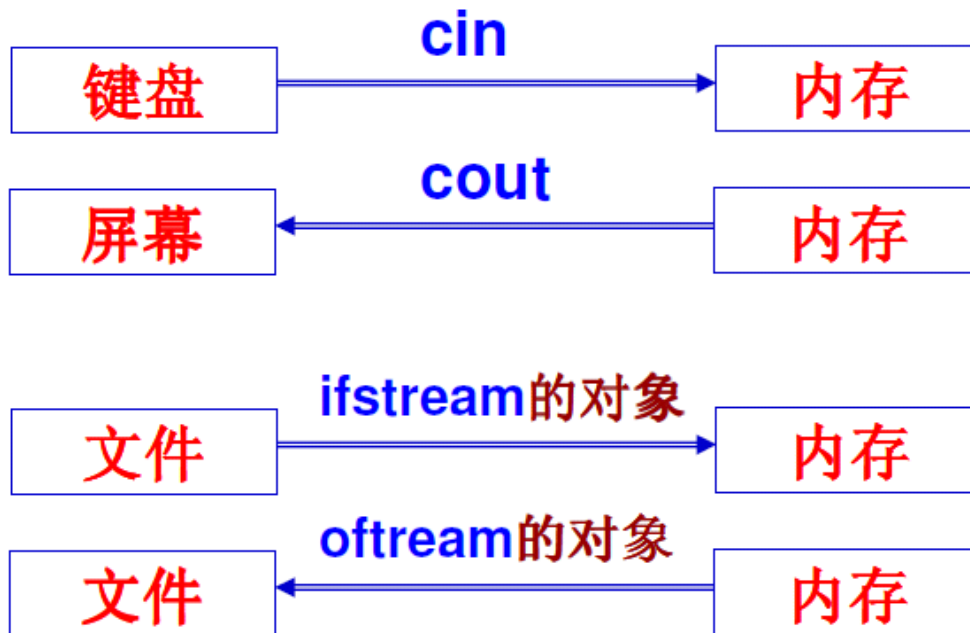 cin
键盘 内存
cout
屏幕 内存
ifstream的对象
文件 内存
oftream的对象
文件 内存